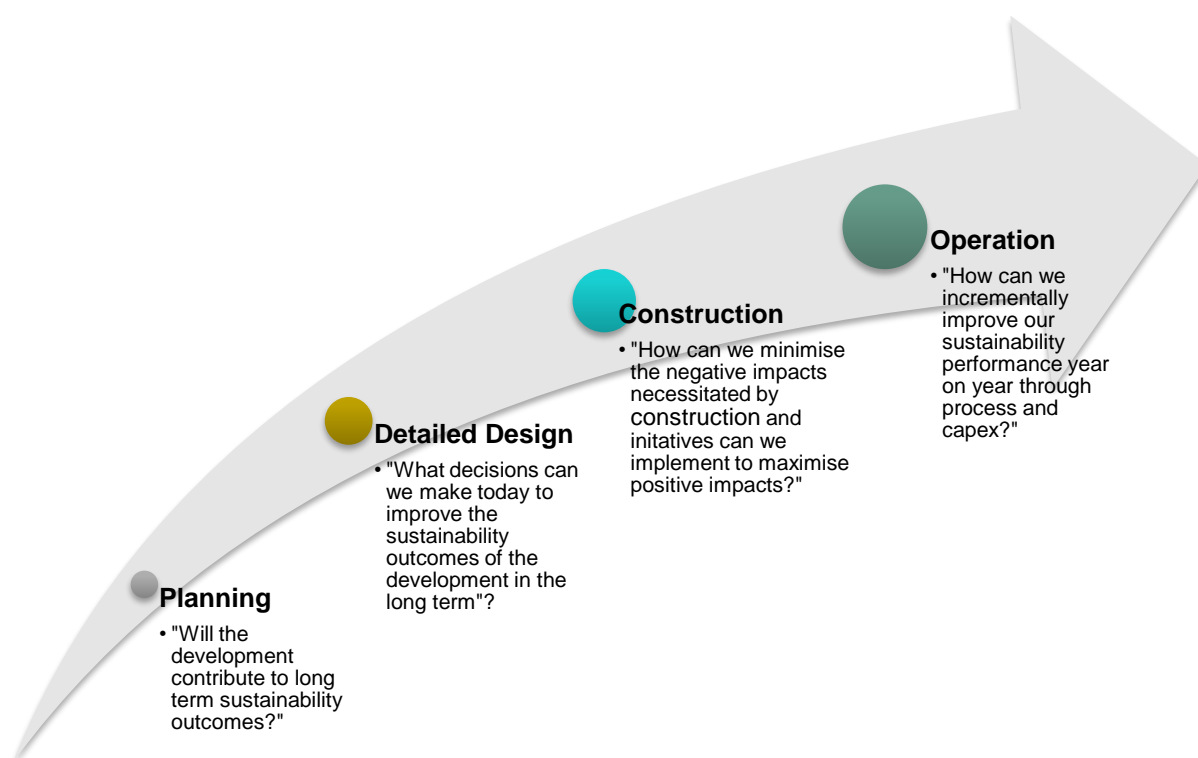 Planning
• "Will the
development
contribute to long
term sustainability
outcomes?"
Detailed Design
• "What decisions can
we make today to
improve the
sustainability
outcomes of the
development in the
long term"?
Construction
• "How can we minimise
the negative impacts
necessitated by
construction and
initatives can we
implement to maximise
positive impacts?"
Operation
• "How can we
incrementally
improve our
sustainability
performance year
on year through
process and
capex?"